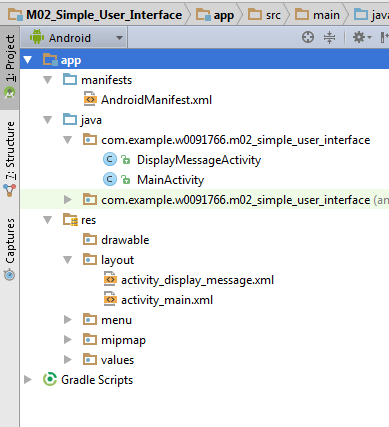 M02_Simple_User_Interface app src main java
Android
1: Project
app
manifests
AndroidManifest.xml
java
com.example.w0091766.m02_simple_user_interface
DisplayMessageActivity
MainActivity
com.example.w0091766.m02_simple_user_interface (an
res
drawable
layout
activity_display_message.xml
activity_main.xml
menu
mipmap
values
Gradle Scripts
7: Structure
Captures